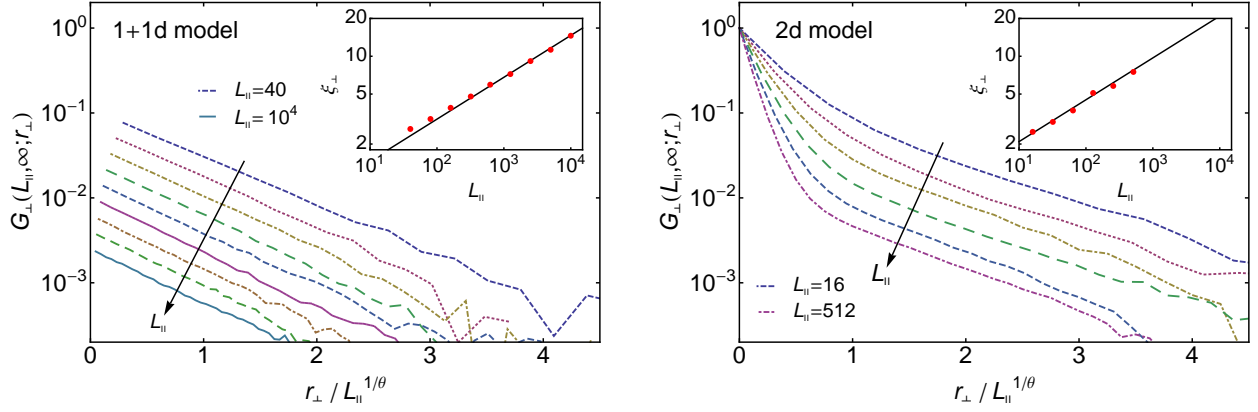 1+1d model
L∥=40
L∥= 10⁴
L∥
G⊥(L∥,∞;r⊥)
10⁰
10⁻¹
10⁻²
10⁻³
0 1 2 3 4
r⊥ / L∥^1/θ
ξ⊥
20
10
5
2
10¹ 10² 10³ 10⁴
L∥
2d model
L∥=16
L∥=512
L∥
G⊥(L∥,∞;r⊥)
10⁰
10⁻¹
10⁻²
10⁻³
0 1 2 3 4
r⊥ / L∥^1/θ
ξ⊥
20
10
5
2
10¹ 10² 10³ 10⁴
L∥